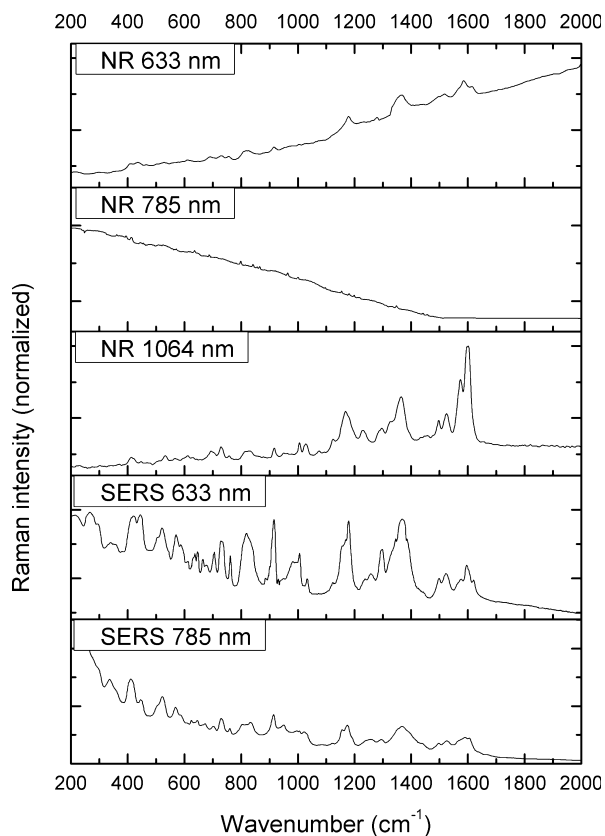 200 400 600 800 1000 1200 1400 1600 1800 2000
NR 633 nm
NR 785 nm
NR 1064 nm
SERS 633 nm
SERS 785 nm
Raman intensity (normalized)
200 400 600 800 1000 1200 1400 1600 1800 2000
Wavenumber (cm⁻¹)